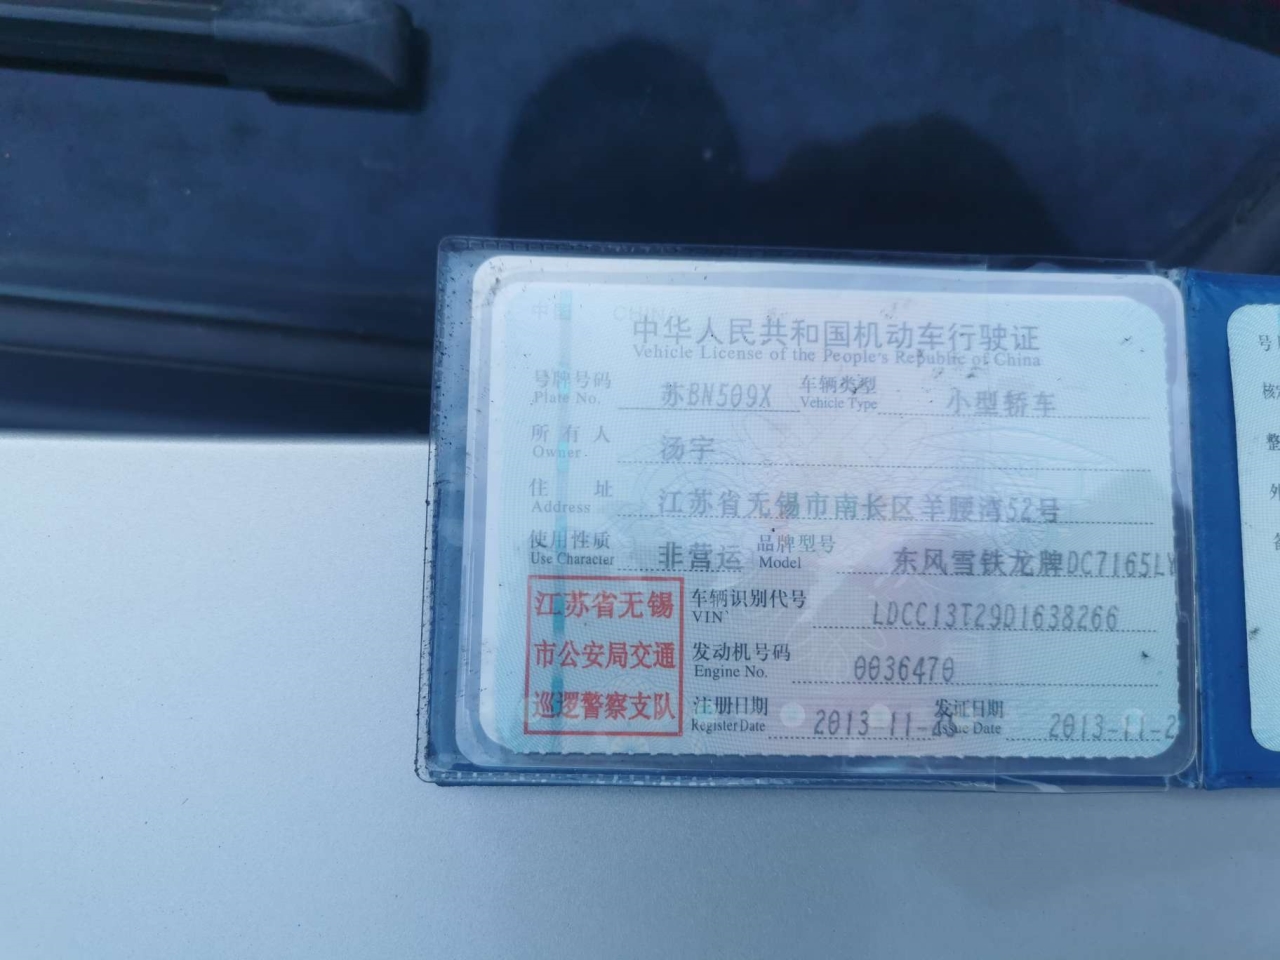 中华人民共和国机动车行驶证
Vehicle License of the People's Republic of China
号牌号码 苏BN509X 车辆类型 小型轿车
Plate No. Vehicle Type
所有人 汤宇
Owner
住址 江苏省无锡市南长区羊腰湾52号
Address
使用性质 非营运 品牌型号 东风雪铁龙牌DC7165LY
Use Character Model
江苏省无锡
市公安局交通
巡逻警察支队
车辆识别代号 LDCC13T29D1638266
VIN
发动机号码 0036470
Engine No.
注册日期 2013-11-2 发证日期 2013-11-2
Register Date Issue Date
号
核
整
外